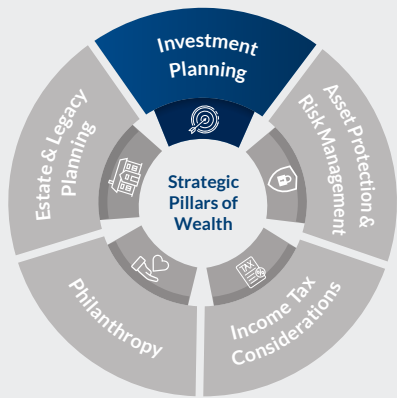 Investment
Planning
Asset Protection &
Risk Management
Income Tax
Considerations
Philanthropy
Estate & Legacy
Planning
Strategic
Pillars of
Wealth
TAX